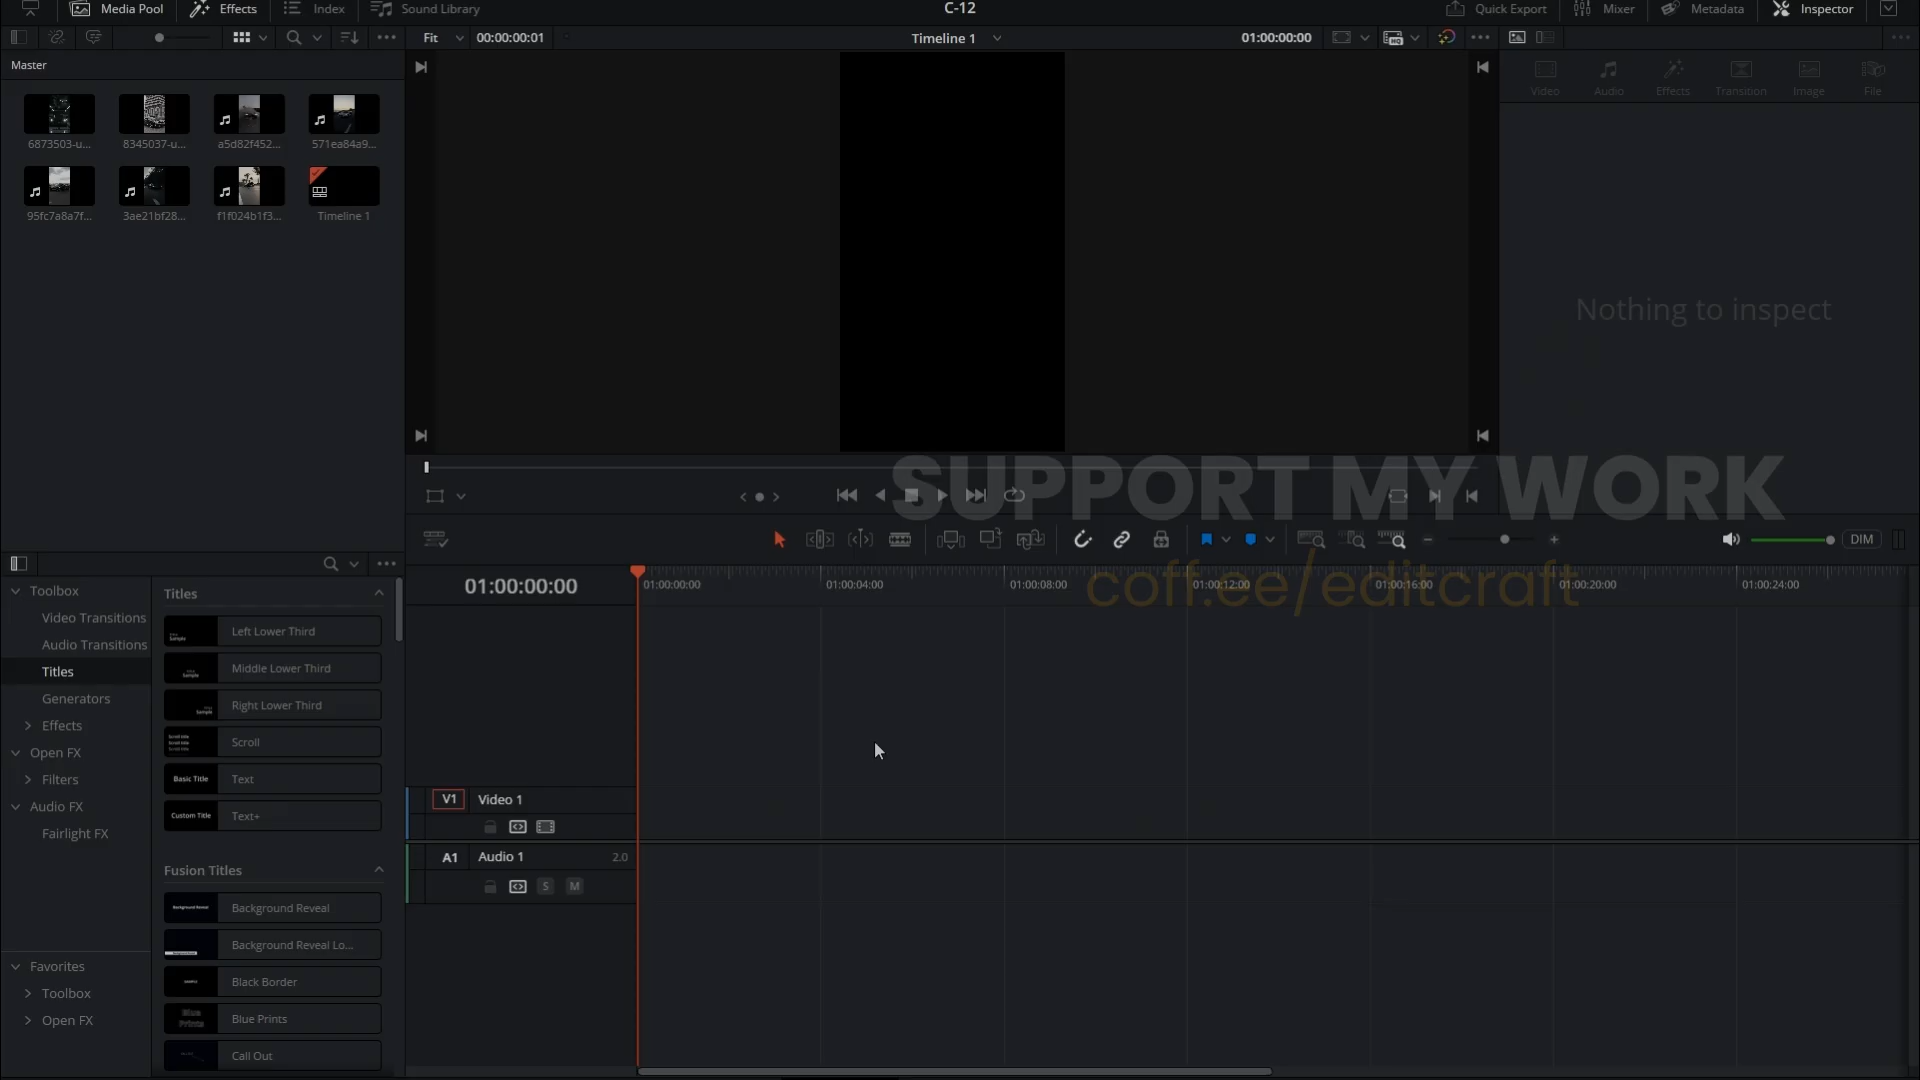 Media Pool
Effects
Index
Sound Library
C-12
Quick Export
Mixer
Metadata
Inspector
Fit
00:00:00:01
Timeline 1
01:00:00:00
Master
Video
Audio
Effects
Transition
Image
File
6873503-u...
8345037-u...
a5d82f452...
571ea84a9...
95fc7a8a7f...
3ae21bf28...
f1f024b1f3...
Timeline 1
Nothing to inspect
SUPPORT MY WORK
DIM
coff.ee/editcraft
01:00:00:00
01:00:00:00
01:00:04:00
01:00:08:00
01:00:12:00
01:00:16:00
01:00:20:00
01:00:24:00
Toolbox
Video Transitions
Audio Transitions
Titles
Generators
Effects
Open FX
Filters
Audio FX
Fairlight FX
Favorites
Toolbox
Open FX
Titles
Left Lower Third
Middle Lower Third
Right Lower Third
Scroll
Basic Title
Text
Custom Title
Text+
Fusion Titles
Background Reveal
Background Reveal
Background Reveal Lo...
Black Border
Blue Prints
Blue Prints
Call Out
V1
Video 1
A1
Audio 1
2.0
S
M